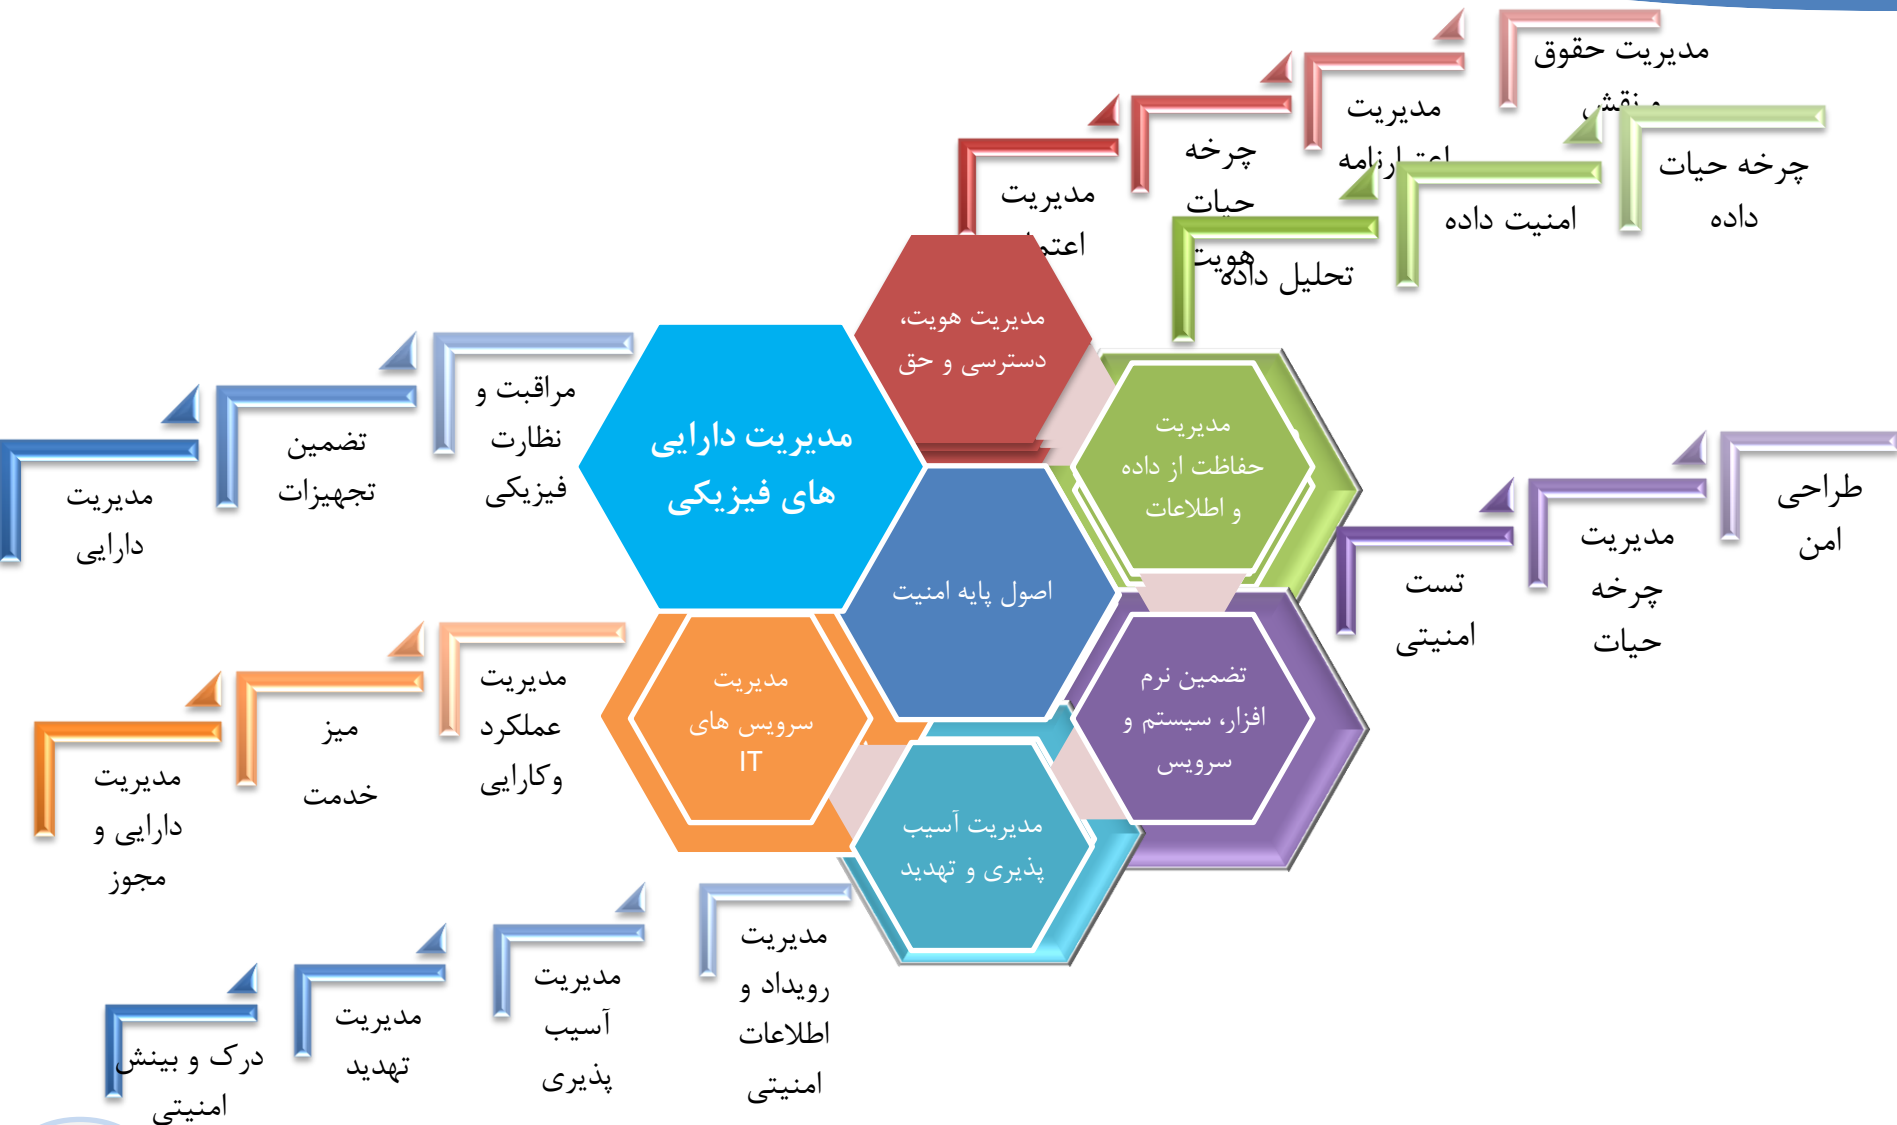 مدیریت حقوق
و نقش
مدیریت
اعتبارنامه
چرخه
حیات
هویت
مدیریت
چرخه حیات
داده
امنیت داده
تحلیل داده
مدیریت هویت،
دسترسی و حق
مدیریت
حفاظت از داده
و اطلاعات
مدیریت دارایی
های فیزیکی
اصول پایه امنیت
مراقبت و
نظارت
فیزیکی
تضمین
تجهیزات
مدیریت
دارایی
طراحی
امن
مدیریت
چرخه
حیات
تست
امنیتی
تضمین نرم
افزار، سیستم و
سرویس
مدیریت
سرویس های
IT
مدیریت آسیب
پذیری و تهدید
مدیریت
عملکرد
وکارایی
میز
خدمت
مدیریت
دارایی و
مجوز
مدیریت
رویداد و
اطلاعات
امنیتی
مدیریت
آسیب
پذیری
مدیریت
تهدید
درک و بینش
امنیتی